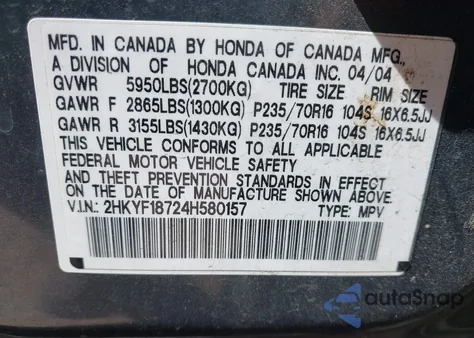 MFD. IN CANADA BY HONDA OF CANADA MFG.,
A DIVISION OF HONDA CANADA INC. 04/04
GVWR 5950LBS(2700KG) TIRE SIZE RIM SIZE
GAWR F 2865LBS(1300KG) P235/70R16 104S 16X6.5JJ
GAWR R 3155LBS(1430KG) P235/70R16 104S 16X6.5JJ
THIS VEHICLE CONFORMS TO ALL APPLICABLE
FEDERAL MOTOR VEHICLE SAFETY
AND THEFT PREVENTION STANDARDS IN EFFECT
ON THE DATE OF MANUFACTURE SHOWN ABOVE.
V.I.N.: 2HKYF18724H580157 TYPE: MPV
autoSnap